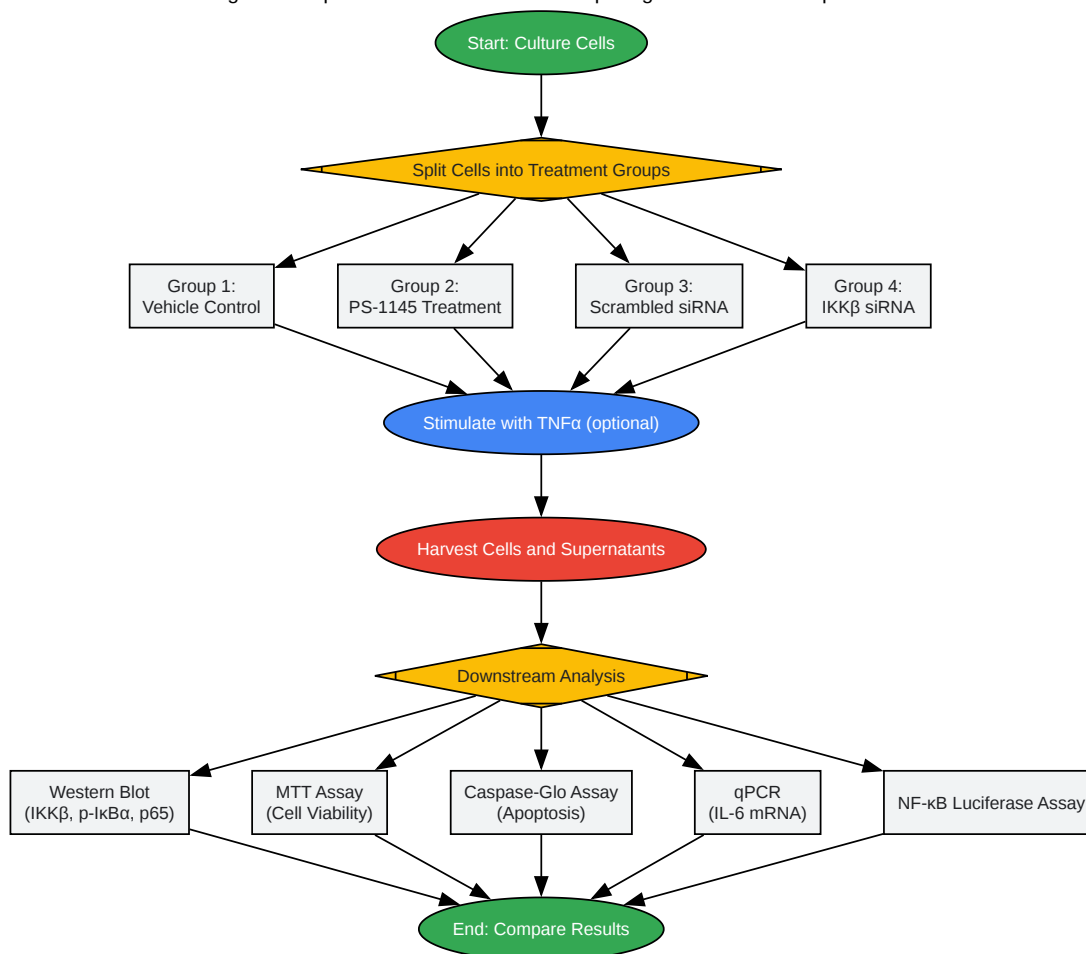 Start: Culture Cells
Split Cells into Treatment Groups
Group 1:
Vehicle Control
Group 2:
PS-1145 Treatment
Group 3:
Scrambled siRNA
Group 4:
IKKβ siRNA
Stimulate with TNFα (optional)
Harvest Cells and Supernatants
Downstream Analysis
Western Blot
(IKKβ, p-IκBα, p65)
MTT Assay
(Cell Viability)
Caspase-Glo Assay
(Apoptosis)
qPCR
(IL-6 mRNA)
NF-κB Luciferase Assay
End: Compare Results